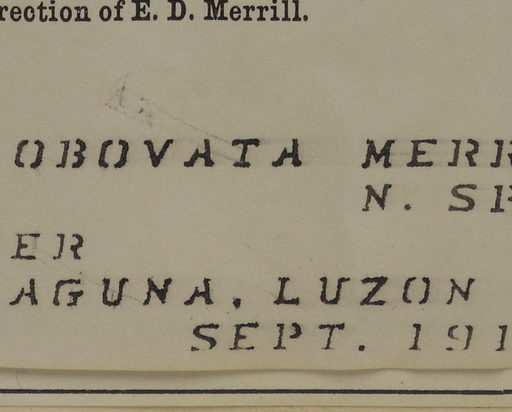 rection of E. D. Merrill.
OBOVATA MERR
N. SP
ER
AGUNA, LUZON
SEPT. 191